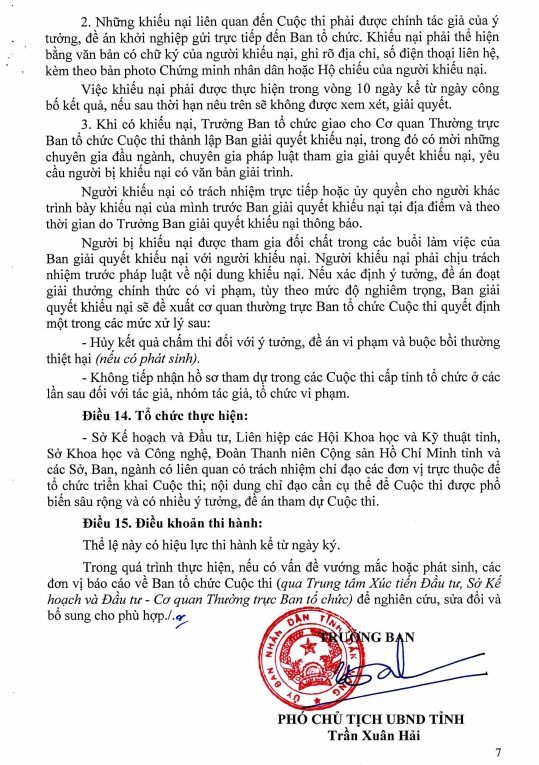 2. Những khiếu nại liên quan đến Cuộc thi phải được chính tác giả của ý
tưởng, đề án khởi nghiệp gửi trực tiếp đến Ban tổ chức. Khiếu nại phải thể hiện
bằng văn bản có chữ ký của người khiếu nại, ghi rõ địa chỉ, số điện thoại liên hệ,
kèm theo bản photo Chứng minh nhân dân hoặc Hộ chiếu của người khiếu nại.
Việc khiếu nại phải được thực hiện trong vòng 10 ngày kể từ ngày công
bố kết quả, nếu sau thời hạn nêu trên sẽ không được xem xét, giải quyết.
3. Khi có khiếu nại, Trưởng Ban tổ chức giao cho Cơ quan Thường trực
Ban tổ chức Cuộc thi thành lập Ban giải quyết khiếu nại, trong đó có mời những
chuyên gia đầu ngành, chuyên gia pháp luật tham gia giải quyết khiếu nại, yêu
cầu người bị khiếu nại có văn bản giải trình.
Người khiếu nại có trách nhiệm trực tiếp hoặc ủy quyền cho người khác
trình bày khiếu nại của mình trước Ban giải quyết khiếu nại tại địa điểm và theo
thời gian do Trưởng Ban giải quyết khiếu nại thông báo.
Người bị khiếu nại được tham gia đối chất trong các buổi làm việc của
Ban giải quyết khiếu nại với người khiếu nại. Người khiếu nại phải chịu trách
nhiệm trước pháp luật về nội dung khiếu nại. Nếu xác định ý tưởng, đề án đoạt
giải thưởng chính thức có vi phạm, tùy theo mức độ nghiêm trọng, Ban giải
quyết khiếu nại sẽ đề xuất cơ quan thường trực Ban tổ chức Cuộc thi quyết định
một trong các mức xử lý sau:
- Hủy kết quả chấm thi đối với ý tưởng, đề án vi phạm và buộc bồi thường
thiệt hại (nếu có phát sinh).
- Không tiếp nhận hồ sơ tham dự trong các Cuộc thi cấp tỉnh tổ chức ở các
lần sau đối với tác giả, nhóm tác giả, tổ chức vi phạm.
Điều 14. Tổ chức thực hiện:
- Sở Kế hoạch và Đầu tư, Liên hiệp các Hội Khoa học và Kỹ thuật tỉnh,
Sở Khoa học và Công nghệ, Đoàn Thanh niên Cộng sản Hồ Chí Minh tỉnh và
các Sở, Ban, ngành có liên quan có trách nhiệm chỉ đạo các đơn vị trực thuộc để
tổ chức triển khai Cuộc thi; nội dung chỉ đạo cần cụ thể để Cuộc thi được phổ
biến sâu rộng và có nhiều ý tưởng, đề án tham dự Cuộc thi.
Điều 15. Điều khoản thi hành:
Thể lệ này có hiệu lực thi hành kể từ ngày ký.
Trong quá trình thực hiện, nếu có vấn đề vướng mắc hoặc phát sinh, các
đơn vị báo cáo về Ban tổ chức Cuộc thi (qua Trung tâm Xúc tiến Đầu tư, Sở Kế
hoạch và Đầu tư - Cơ quan Thường trực Ban tổ chức) để nghiên cứu, sửa đổi và
bổ sung cho phù hợp./.
TRƯỞNG BAN
ỦY BAN NHÂN DÂN TỈNH ĐẮK NÔNG
PHÓ CHỦ TỊCH UBND TỈNH
Trần Xuân Hải
7